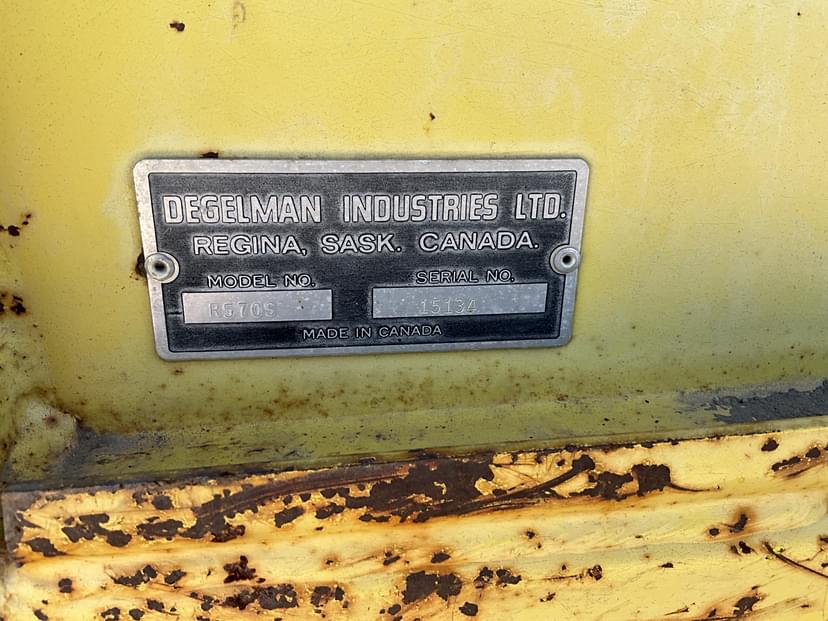 DEGELMAN INDUSTRIES LTD.
REGINA, SASK. CANADA.
MODEL NO. SERIAL NO.
R570S 15134
MADE IN CANADA